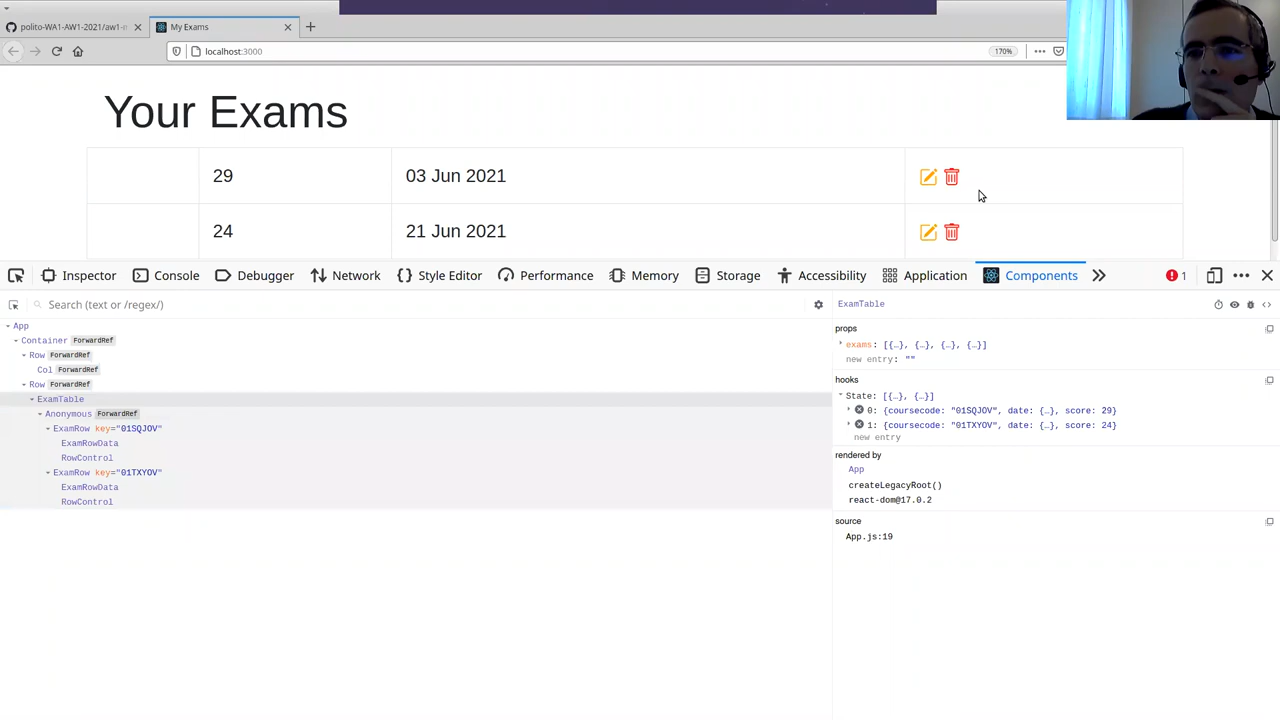 polito-WA1-AW1-2021/aw1-r
My Exams
localhost:3000
170%
Your Exams
29
03 Jun 2021
24
21 Jun 2021
Inspector
Console
Debugger
Network
Style Editor
Performance
Memory
Storage
Accessibility
Application
Components
1
Search (text or /regex/)
ExamTable
App
Container ForwardRef
Row ForwardRef
Col ForwardRef
Row ForwardRef
ExamTable
Anonymous ForwardRef
ExamRow key="01SQJOV"
ExamRowData
RowControl
ExamRow key="01TXYOV"
ExamRowData
RowControl
props
exams: [{…}, {…}, {…}, {…}]
new entry: ""
hooks
State: [{…}, {…}]
0: {coursecode: "01SQJOV", date: {…}, score: 29}
1: {coursecode: "01TXYOV", date: {…}, score: 24}
new entry
rendered by
App
createLegacyRoot()
react-dom@17.0.2
source
App.js:19